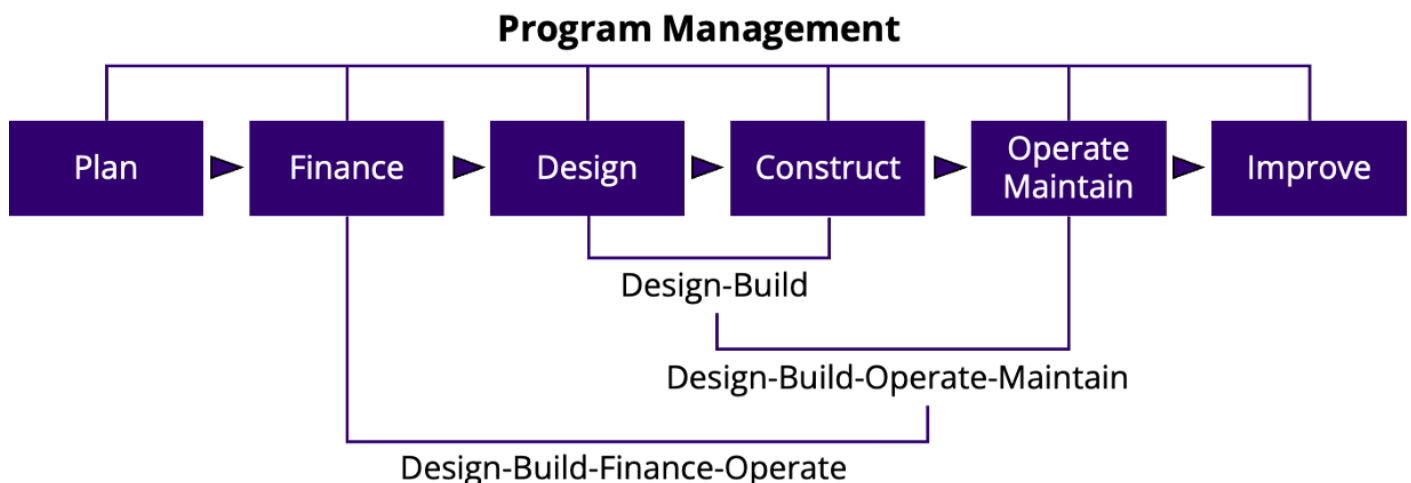 Program Management
Plan
Finance
Design
Construct
Operate
Maintain
Improve
Design-Build
Design-Build-Operate-Maintain
Design-Build-Finance-Operate